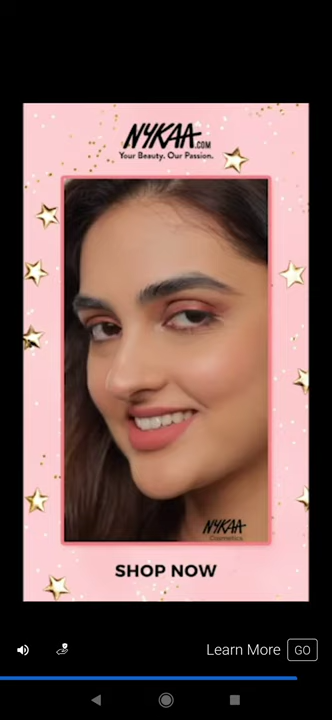 NYKAA.COM
Your Beauty. Our Passion.
NYKAA
Cosmetics
SHOP NOW
Learn More GO